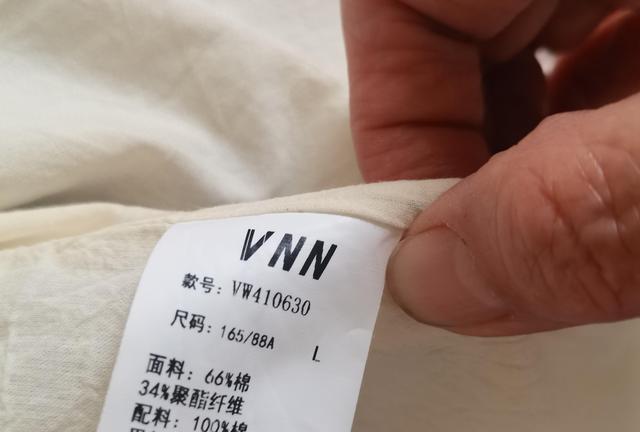 VNN
款号: VW410630
尺码: 165/88A
L
面料: 66%棉
34%聚酯纤维
配料: 100%棉